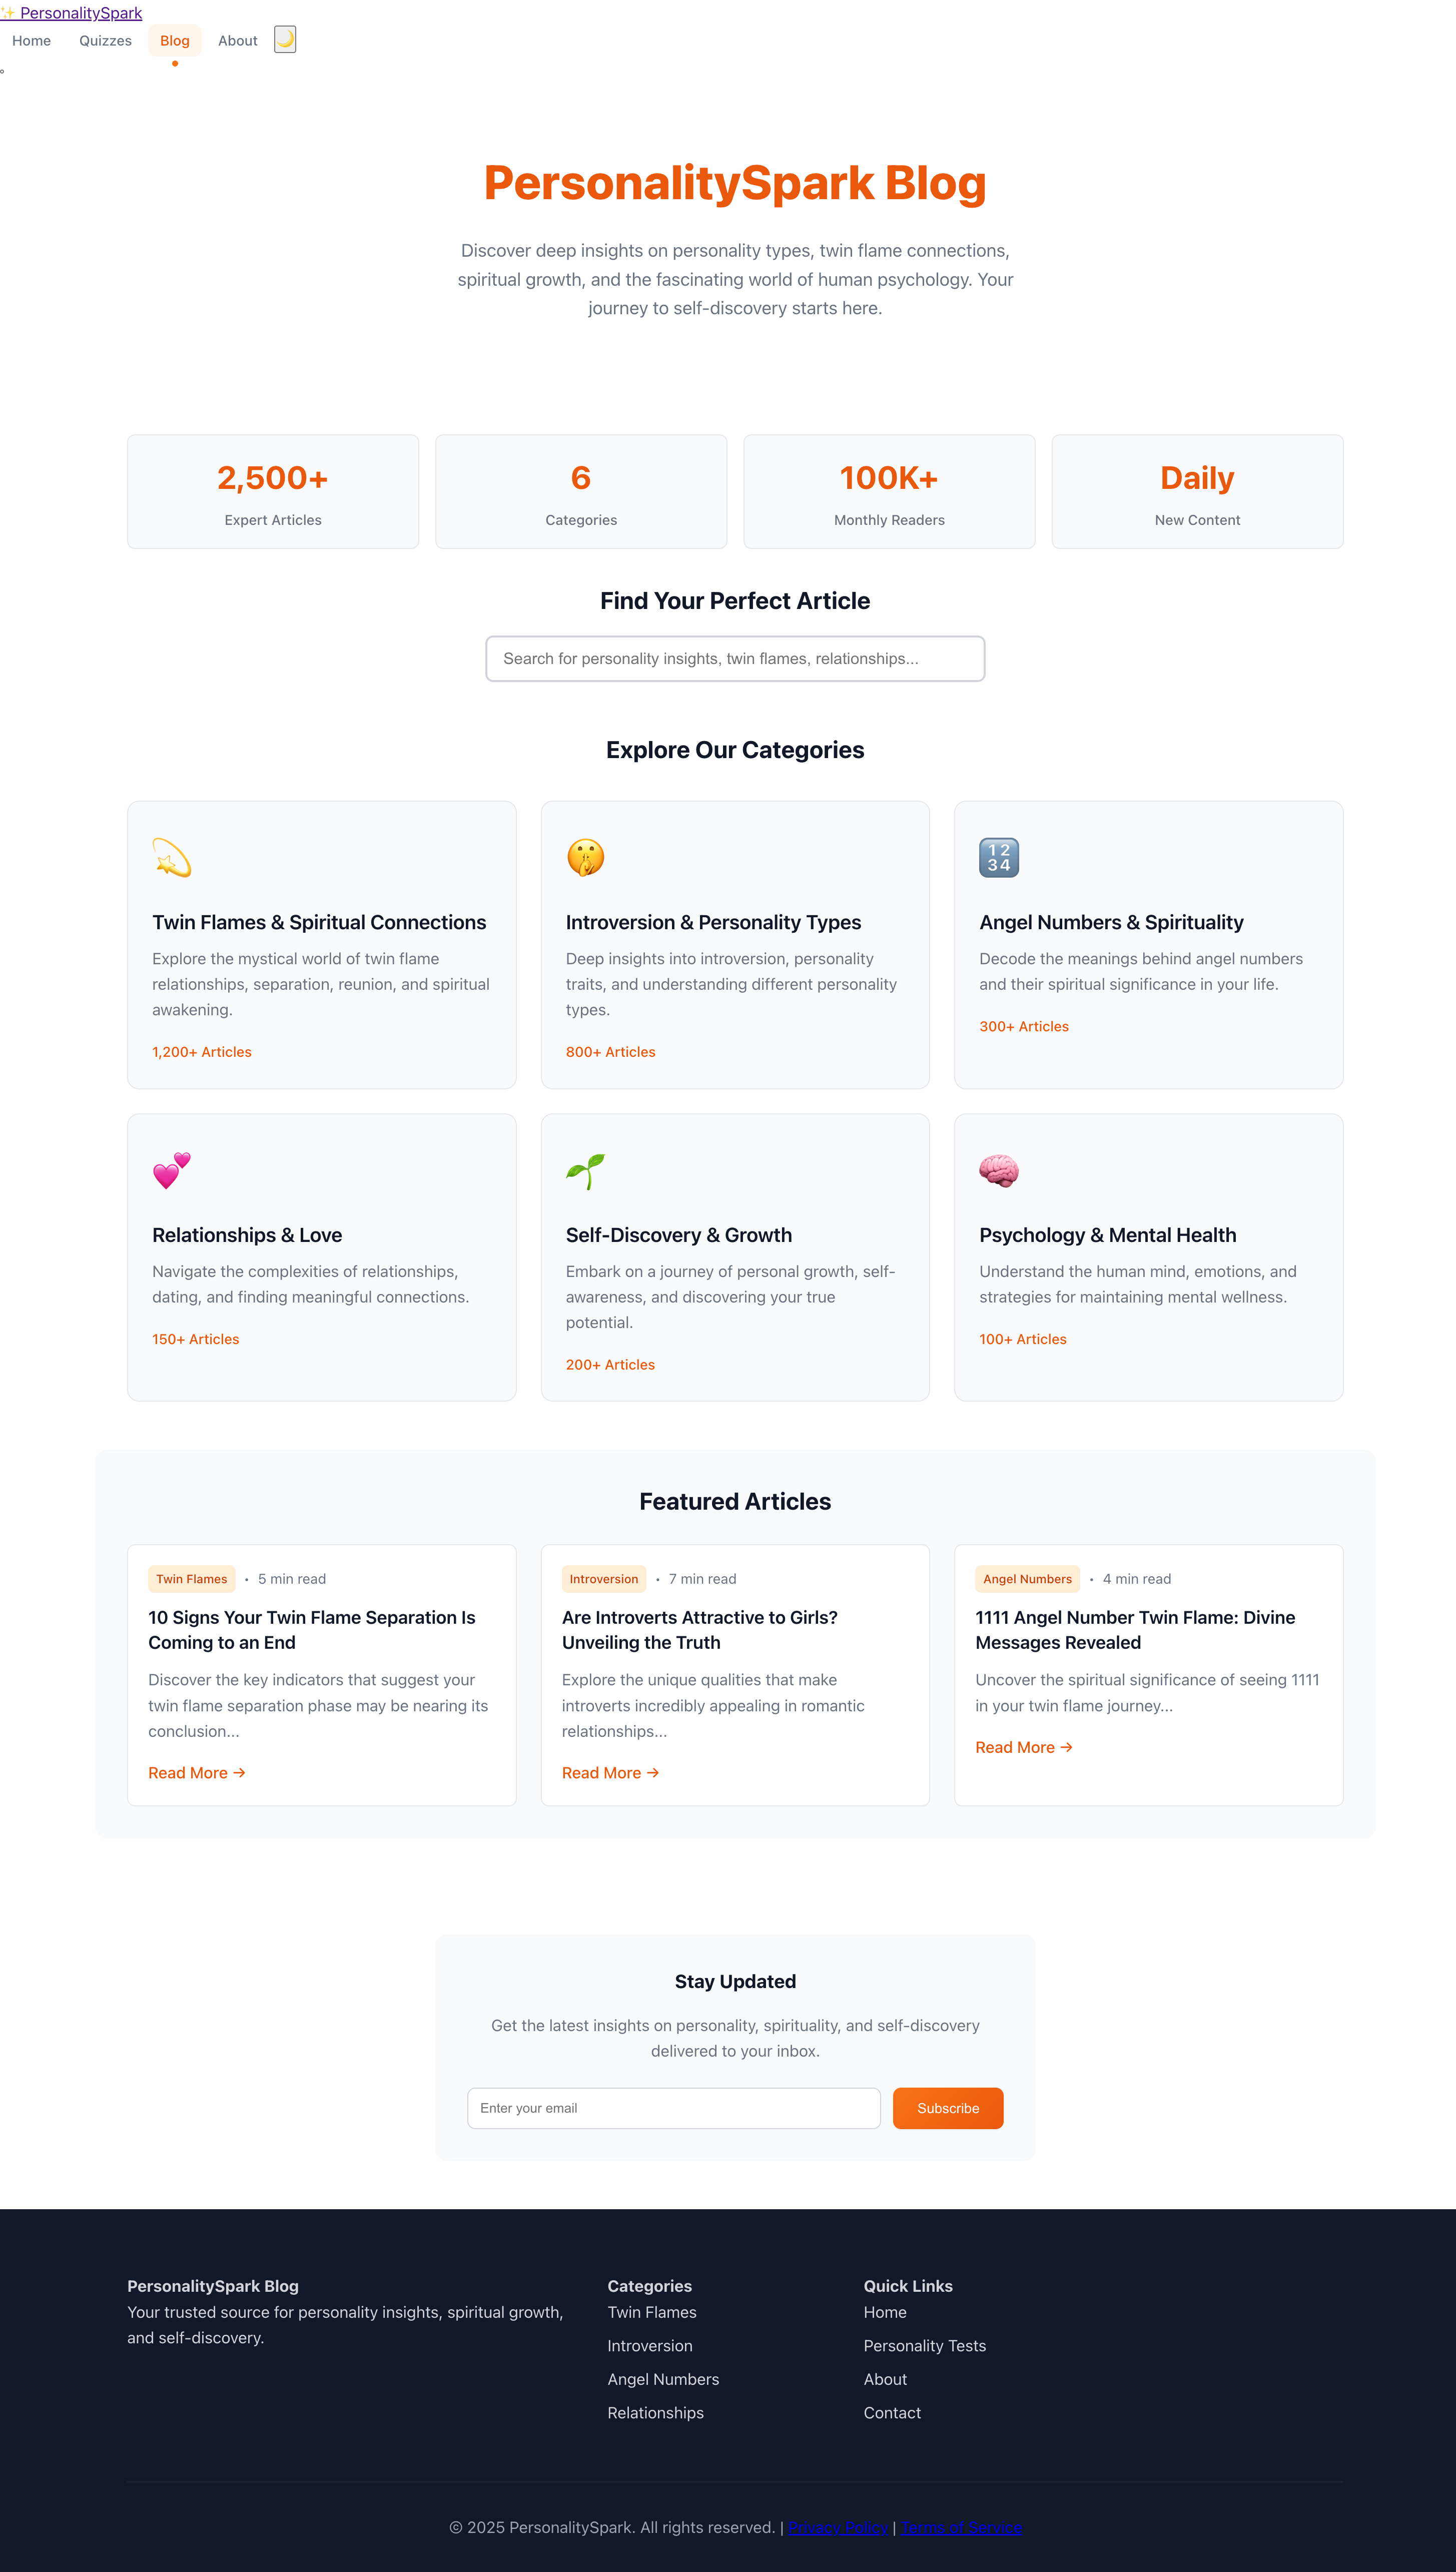 ✨ PersonalitySpark
Home Quizzes Blog About 🌙
PersonalitySpark Blog
Discover deep insights on personality types, twin flame connections,
spiritual growth, and the fascinating world of human psychology. Your
journey to self-discovery starts here.
2,500+
Expert Articles
6
Categories
100K+
Monthly Readers
Daily
New Content
Find Your Perfect Article
Search for personality insights, twin flames, relationships...
Explore Our Categories
Twin Flames & Spiritual Connections
Explore the mystical world of twin flame
relationships, separation, reunion, and spiritual
awakening.
1,200+ Articles
Introversion & Personality Types
Deep insights into introversion, personality
traits, and understanding different personality
types.
800+ Articles
1 2
3 4
Angel Numbers & Spirituality
Decode the meanings behind angel numbers
and their spiritual significance in your life.
300+ Articles
Relationships & Love
Navigate the complexities of relationships,
dating, and finding meaningful connections.
150+ Articles
Self-Discovery & Growth
Embark on a journey of personal growth, self-
awareness, and discovering your true
potential.
200+ Articles
Psychology & Mental Health
Understand the human mind, emotions, and
strategies for maintaining mental wellness.
100+ Articles
Featured Articles
Twin Flames • 5 min read
10 Signs Your Twin Flame Separation Is
Coming to an End
Discover the key indicators that suggest your
twin flame separation phase may be nearing its
conclusion...
Read More →
Introversion • 7 min read
Are Introverts Attractive to Girls?
Unveiling the Truth
Explore the unique qualities that make
introverts incredibly appealing in romantic
relationships...
Read More →
Angel Numbers • 4 min read
1111 Angel Number Twin Flame: Divine
Messages Revealed
Uncover the spiritual significance of seeing 1111
in your twin flame journey...
Read More →
Stay Updated
Get the latest insights on personality, spirituality, and self-discovery
delivered to your inbox.
Enter your email
Subscribe
PersonalitySpark Blog
Your trusted source for personality insights, spiritual growth,
and self-discovery.
Categories
Twin Flames
Introversion
Angel Numbers
Relationships
Quick Links
Home
Personality Tests
About
Contact
© 2025 PersonalitySpark. All rights reserved. | Privacy Policy | Terms of Service